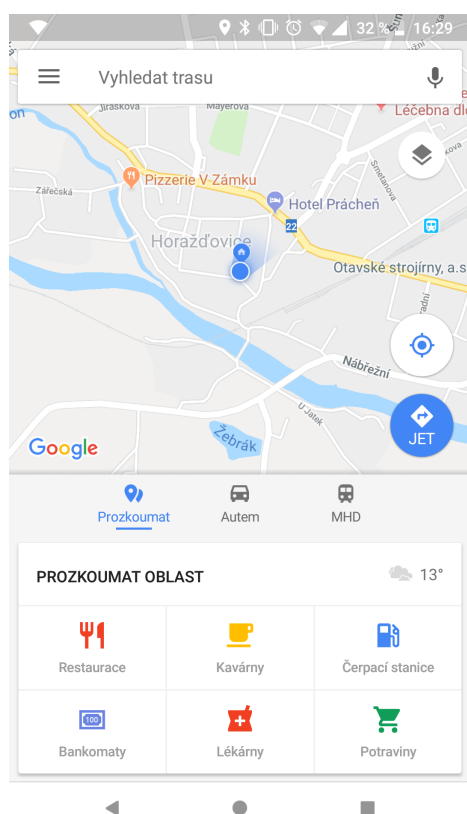 32 % 16:29
Vyhledat trasu
Jiráskova
Mayerova
Léčebna dl
Pizzerie V Zámku
Smetanova
Zářečská
Hotel Prácheň
22
Horažďovice
Otavské strojírny, a.s
Nábřežní
U Jatek
JET
Žebrák
Google
Prozkoumat
Autem
MHD
PROZKOUMAT OBLAST
13°
Restaurace
Kavárny
Čerpací stanice
100
Bankomaty
Lékárny
Potraviny